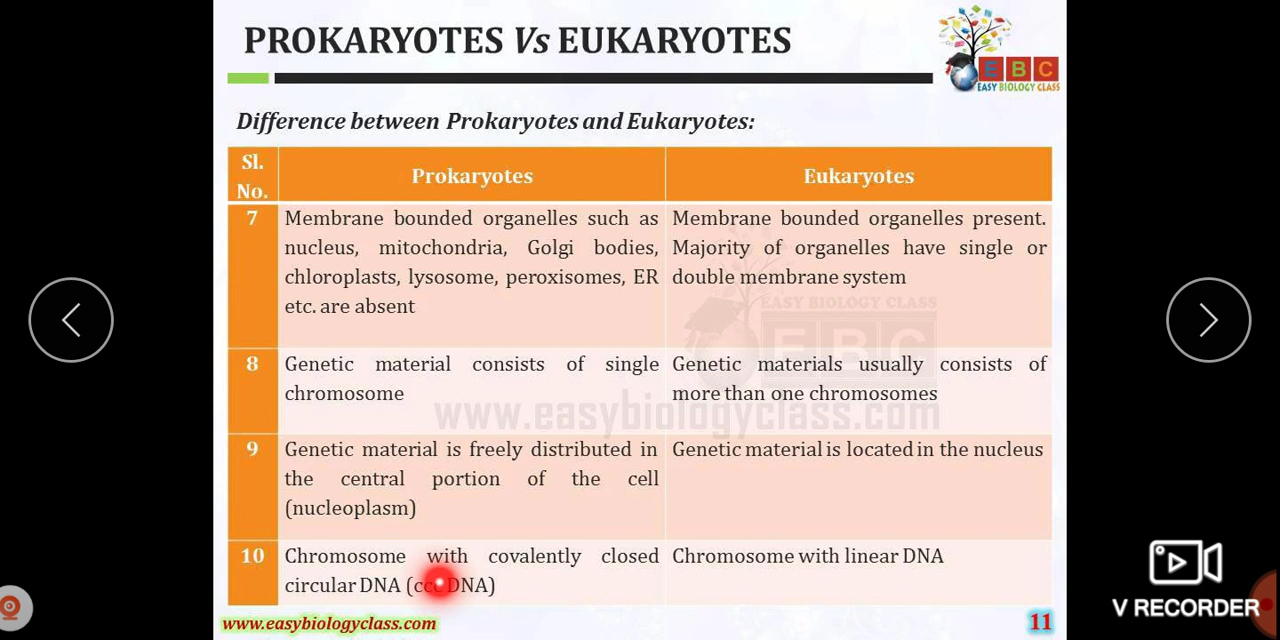 PROKARYOTES Vs EUKARYOTES
E B C
EASY BIOLOGY CLASS
Difference between Prokaryotes and Eukaryotes:
Sl. No.
Prokaryotes
Eukaryotes
7
Membrane bounded organelles such as
nucleus, mitochondria, Golgi bodies,
chloroplasts, lysosome, peroxisomes, ER
etc. are absent
Membrane bounded organelles present.
Majority of organelles have single or
double membrane system
8
Genetic material consists of single
chromosome
Genetic materials usually consists of
more than one chromosomes
9
Genetic material is freely distributed in
the central portion of the cell
(nucleoplasm)
Genetic material is located in the nucleus
10
Chromosome with covalently closed
circular DNA (ccc DNA)
Chromosome with linear DNA
EASY BIOLOGY CLASS
EBC
www.easybiologyclass.com
www.easybiologyclass.com
11
V RECORDER